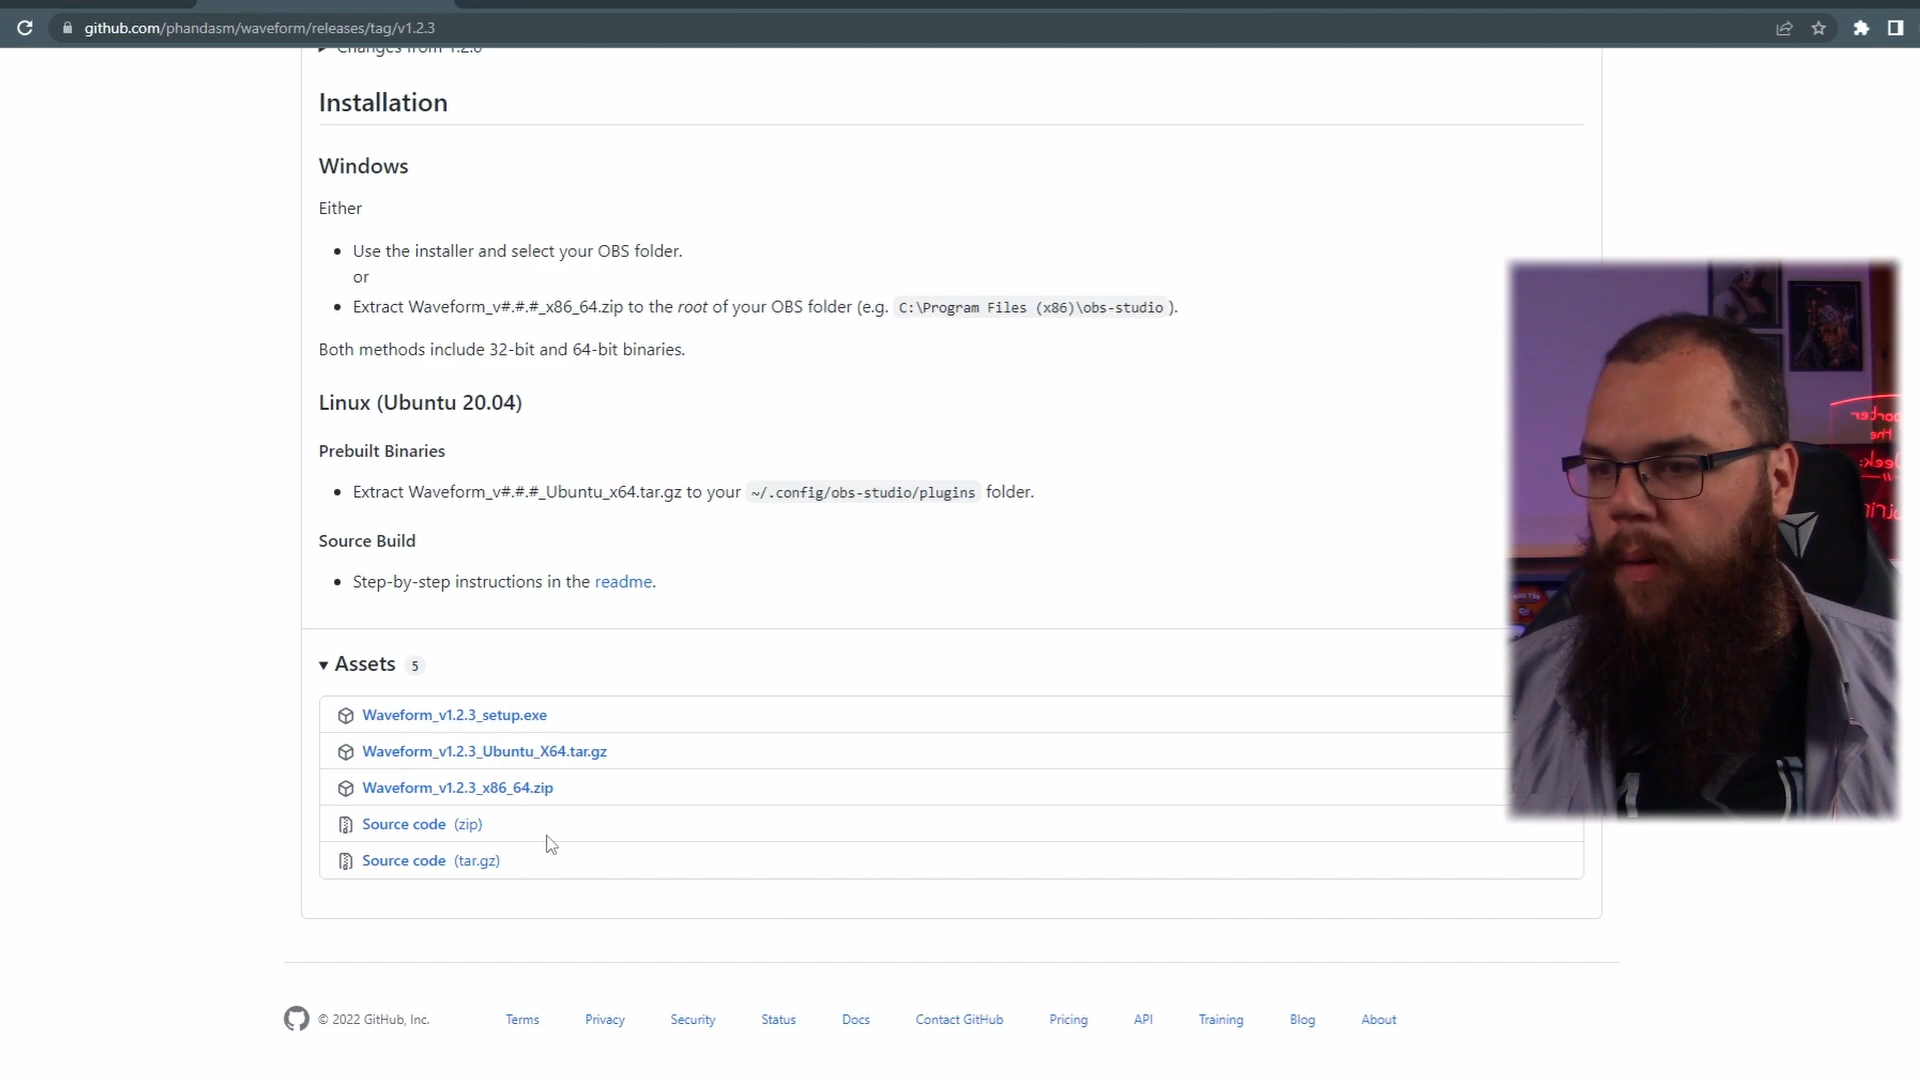 github.com/phandasm/waveform/releases/tag/v1.2.3
Changes from 1.2.0
Installation
Windows
Either
Use the installer and select your OBS folder.
or
Extract Waveform_v#.#.#_x86_64.zip to the root of your OBS folder (e.g. C:\Program Files (x86)\obs-studio ).
Both methods include 32-bit and 64-bit binaries.
Linux (Ubuntu 20.04)
Prebuilt Binaries
Extract Waveform_v#.#.#_Ubuntu_x64.tar.gz to your ~/.config/obs-studio/plugins folder.
Source Build
Step-by-step instructions in the readme.
Assets 5
Waveform_v1.2.3_setup.exe
Waveform_v1.2.3_Ubuntu_X64.tar.gz
Waveform_v1.2.3_x86_64.zip
Source code (zip)
Source code (tar.gz)
© 2022 GitHub, Inc. Terms Privacy Security Status Docs Contact GitHub Pricing API Training Blog About